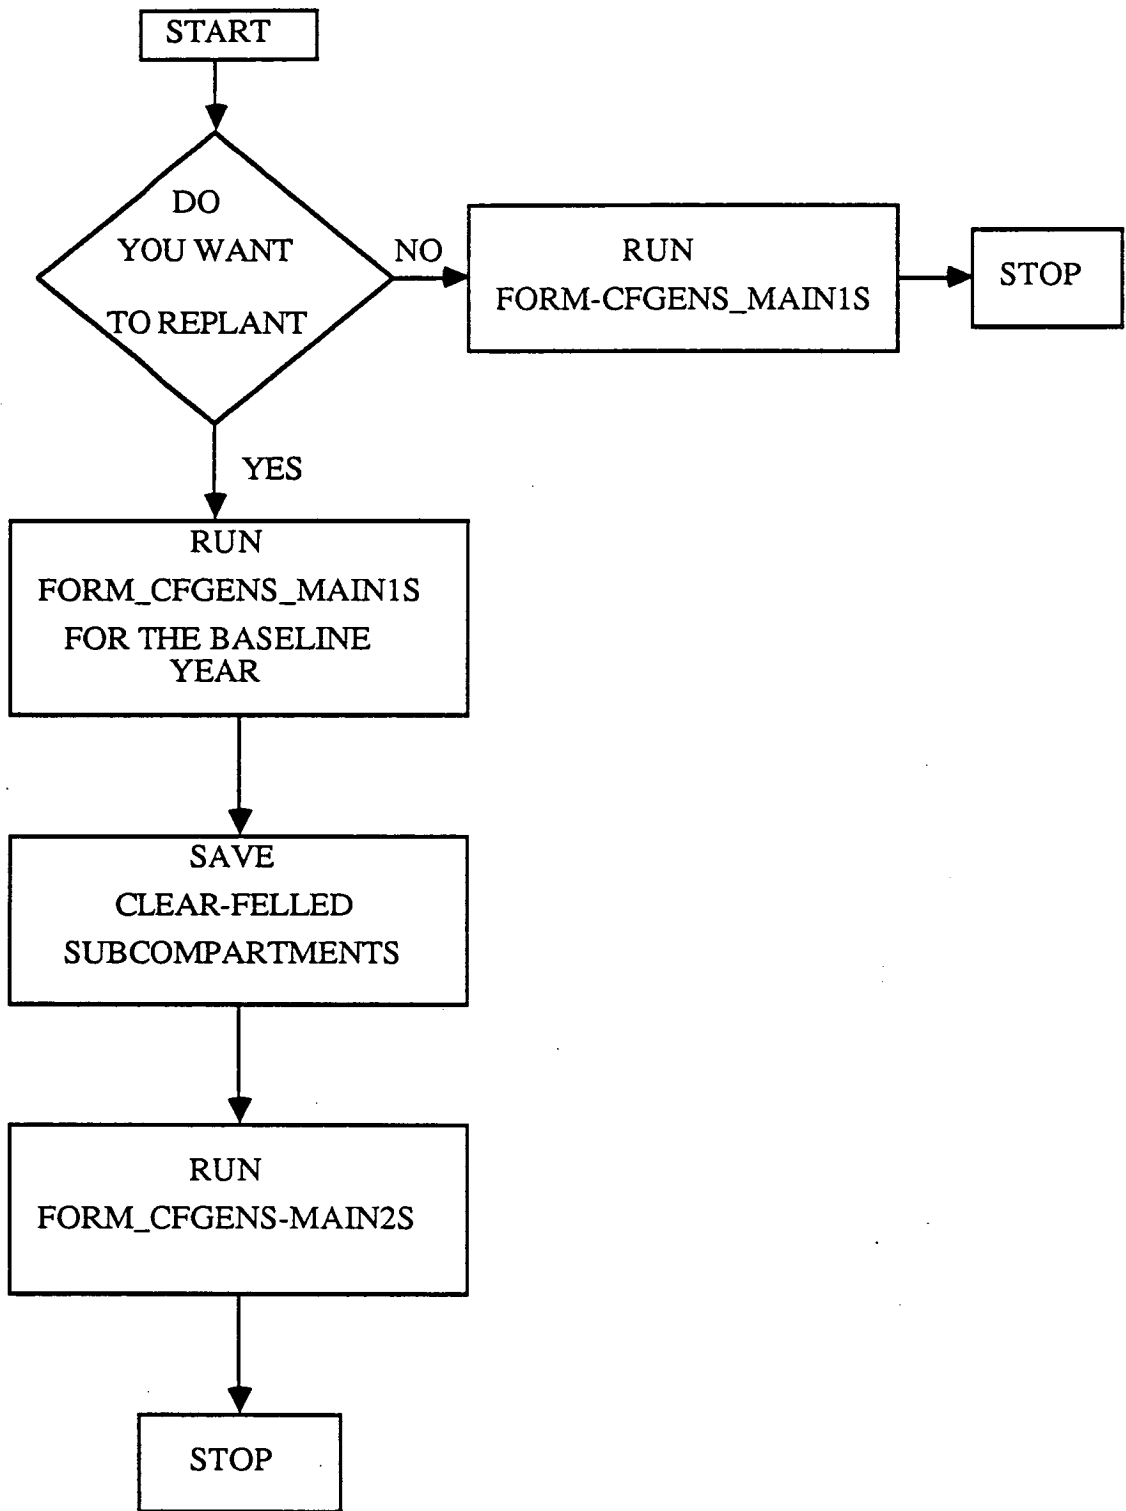 START
DO
YOU WANT
TO REPLANT
NO
RUN
FORM-CFGENS_MAIN1S
STOP
YES
RUN
FORM_CFGENS_MAIN1S
FOR THE BASELINE
YEAR
SAVE
CLEAR-FELLED
SUBCOMPARTMENTS
RUN
FORM_CFGENS-MAIN2S
STOP